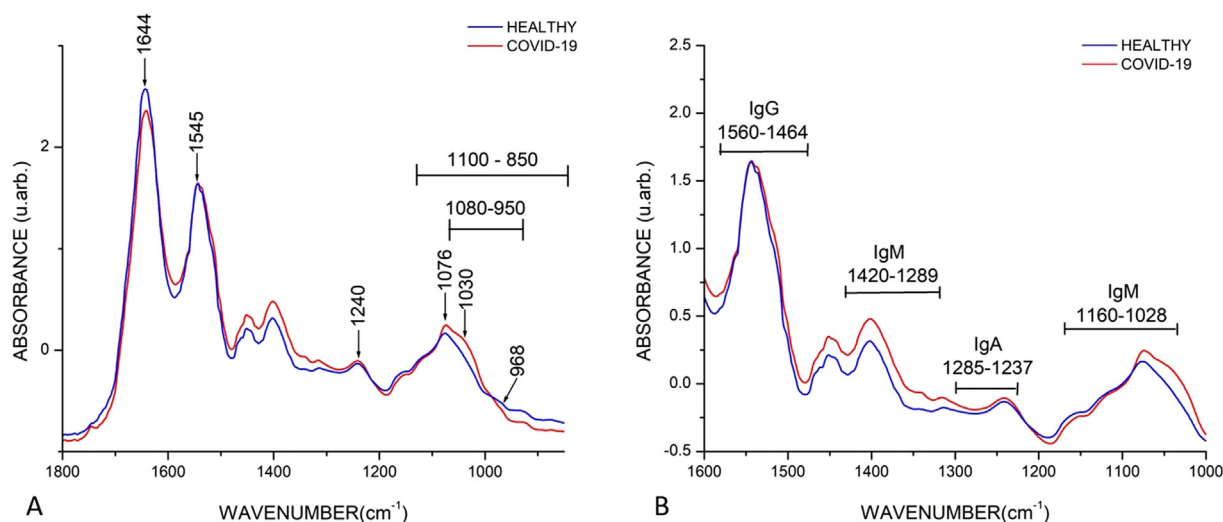 HEALTHY
COVID-19
1644
1545
1240
1076
1030
968
1100 - 850
1080-950
ABSORBANCE (u.arb.)
2
0
1800
1600
1400
1200
1000
WAVENUMBER(cm⁻¹)
A
HEALTHY
COVID-19
IgG
1560-1464
IgM
1420-1289
IgA
1285-1237
IgM
1160-1028
ABSORBANCE (u.arb.)
2.5
2.0
1.5
1.0
0.5
0.0
-0.5
1600
1500
1400
1300
1200
1100
1000
WAVENUMBER(cm⁻¹)
B